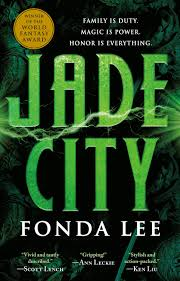 FAMILY IS DUTY.
MAGIC IS POWER.
HONOR IS EVERYTHING.
WINNER
OF THE
WORLD
FANTASY
AWARD
JADE
CITY
FONDA LEE
"Vivid and tautly
described."
—SCOTT LYNCH
"Gripping!"
—ANN LECKIE
"Stylish and
action-packed."
—KEN LIU